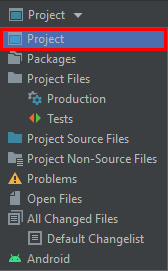 Project
Project
Packages
Project Files
Production
Tests
Project Source Files
Project Non-Source Files
Problems
Open Files
All Changed Files
Default Changelist
Android